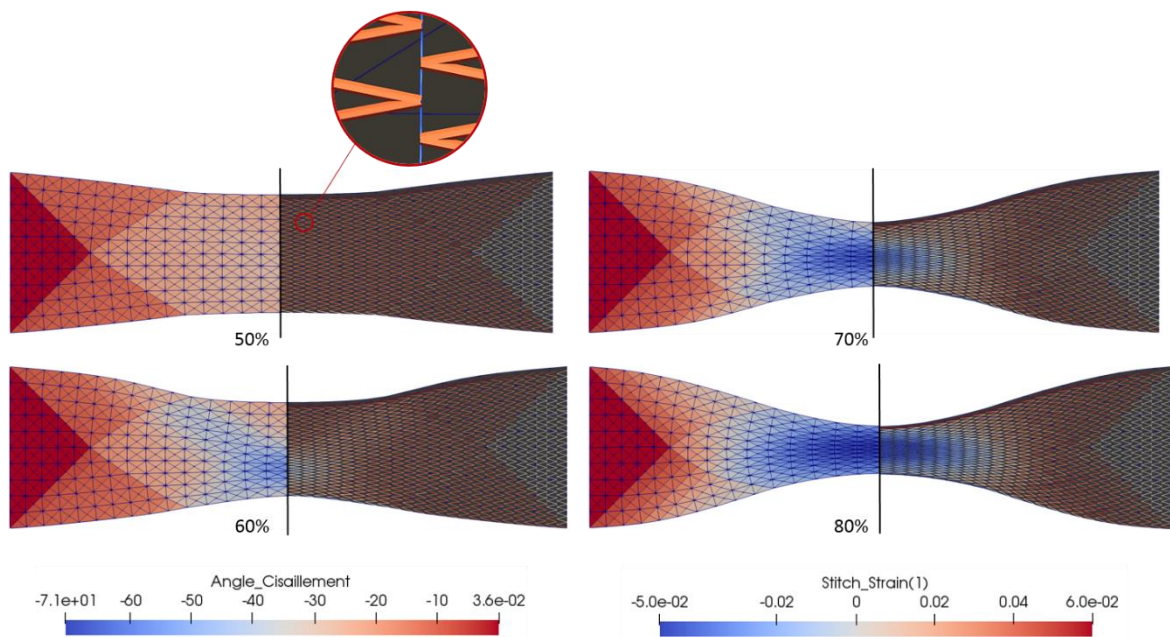 50%
70%
60%
80%
Angle_Cisaillement
-7.1e+01 -60 -50 -40 -30 -20 -10 3.6e-02
Stitch_Strain(1)
-5.0e-02 -0.02 0 0.02 0.04 6.0e-02